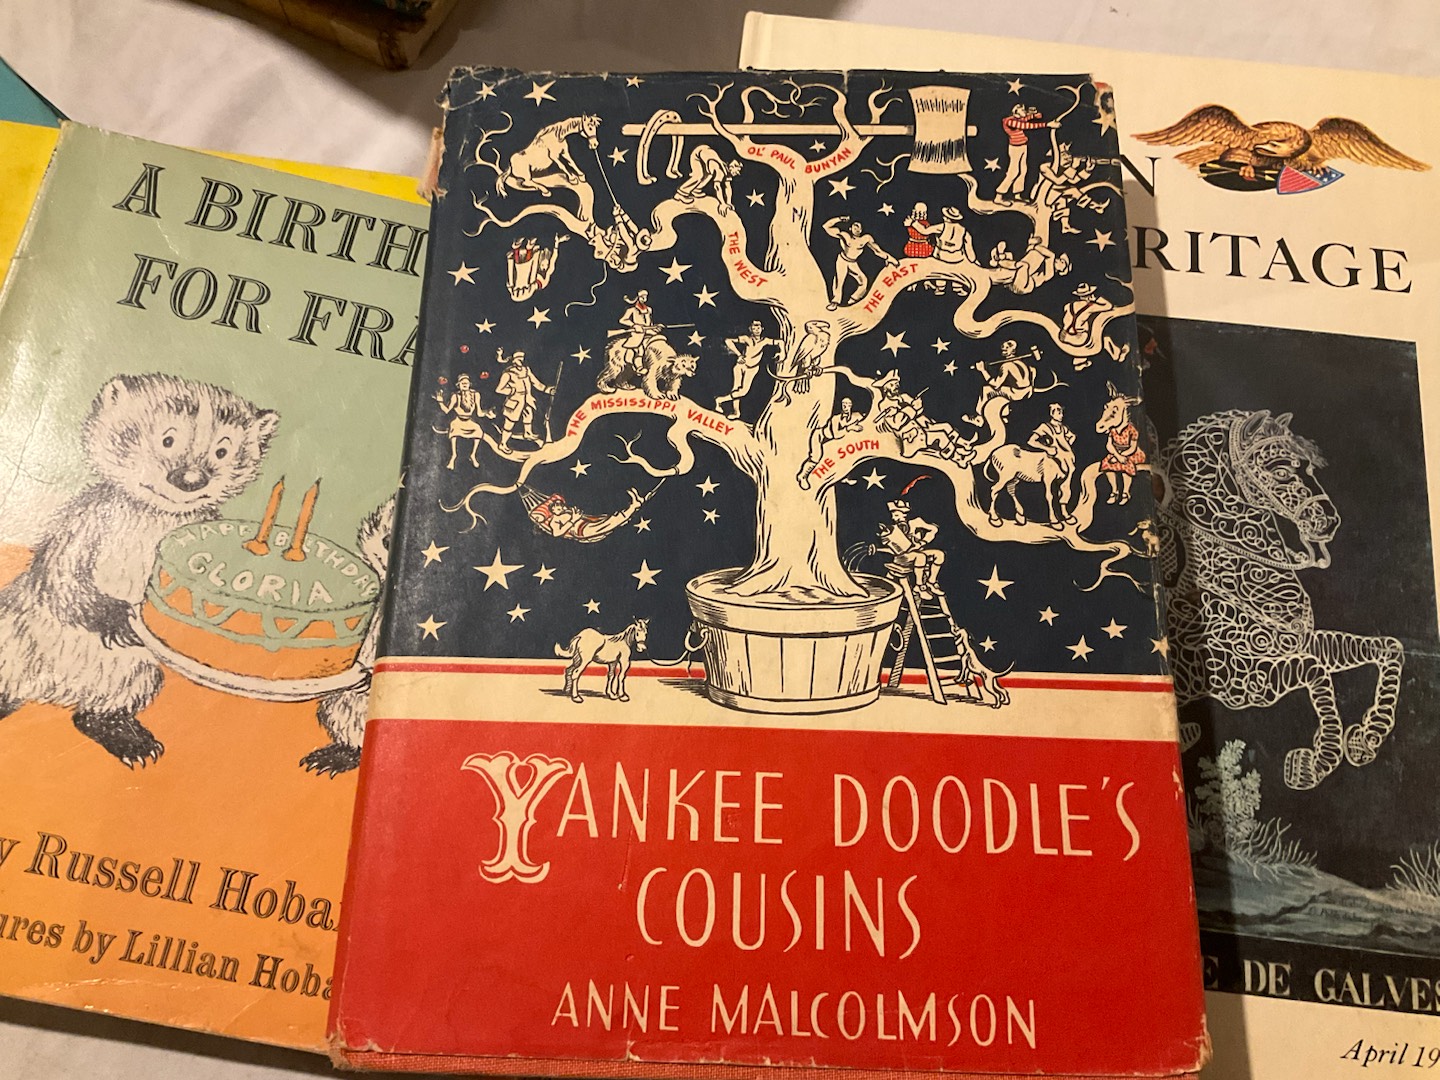 A BIRTH
FOR FRA
HAPPY BIRTHDA
GLORIA
y Russell Hoba
ures by Lillian Hoba
OL' PAUL BUNYAN
THE WEST
THE EAST
THE MISSISSIPPI VALLEY
THE SOUTH
YANKEE DOODLE'S
COUSINS
ANNE MALCOLMSON
N
RITAGE
E DE GALVES
April 19